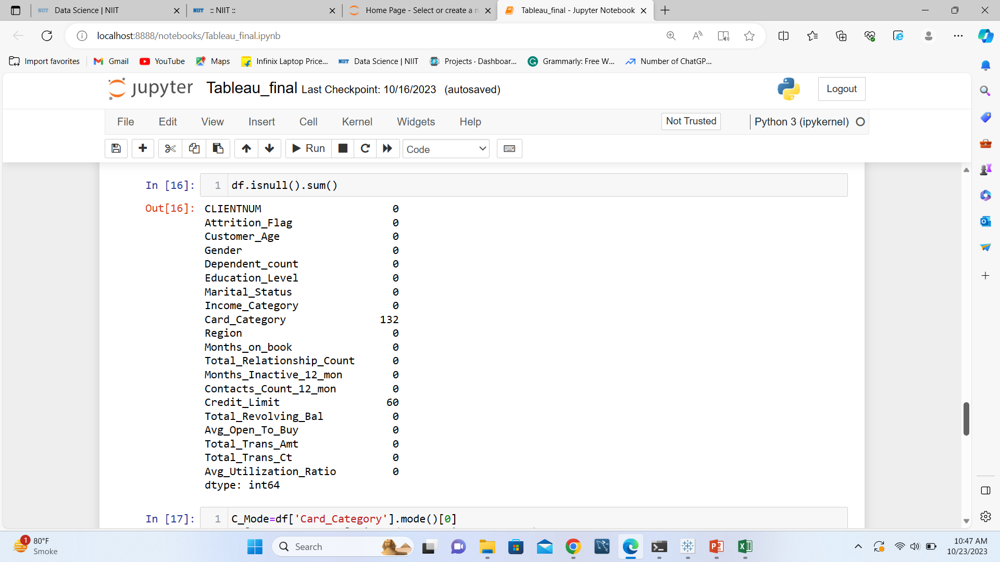 Data Science | NIIT
NIIT :: NIIT ::
Home Page - Select or create a n
Tableau_final - Jupyter Notebook
localhost:8888/notebooks/Tableau_final.ipynb
Import favorites
Gmail
YouTube
Maps
Infinix Laptop Price...
NIIT Data Science | NIIT
Projects · Dashboar...
Grammarly: Free W...
Number of ChatGP...
jupyter Tableau_final Last Checkpoint: 10/16/2023 (autosaved)
Logout
File Edit View Insert Cell Kernel Widgets Help
Not Trusted
Python 3 (ipykernel)
Run
Code
In [16]: 1 df.isnull().sum()
Out[16]: CLIENTNUM 0
Attrition_Flag 0
Customer_Age 0
Gender 0
Dependent_count 0
Education_Level 0
Marital_Status 0
Income_Category 0
Card_Category 132
Region 0
Months_on_book 0
Total_Relationship_Count 0
Months_Inactive_12_mon 0
Contacts_Count_12_mon 0
Credit_Limit 60
Total_Revolving_Bal 0
Avg_Open_To_Buy 0
Total_Trans_Amt 0
Total_Trans_Ct 0
Avg_Utilization_Ratio 0
dtype: int64
In [17]: 1 C_Mode=df['Card_Category'].mode()[0]
1
80°F
Smoke
Search
10:47 AM
10/23/2023